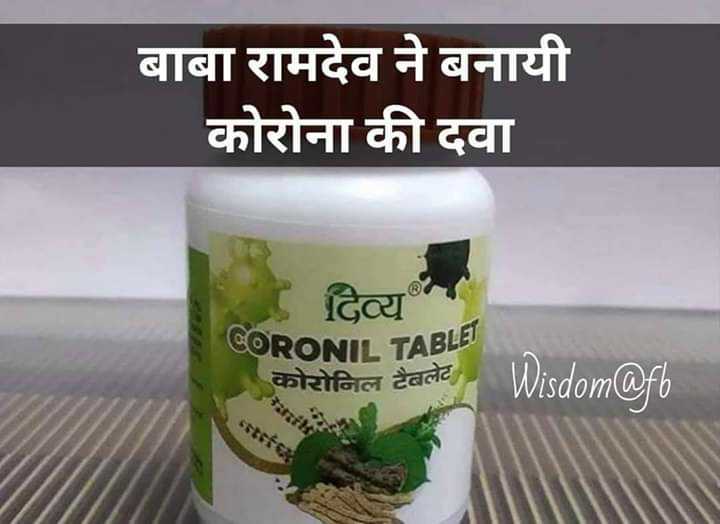 बाबा रामदेव ने बनायी
कोरोना की दवा
दिव्य®
CORONIL TABLET
कोरोनिल टैबलेट
Wisdom@fb